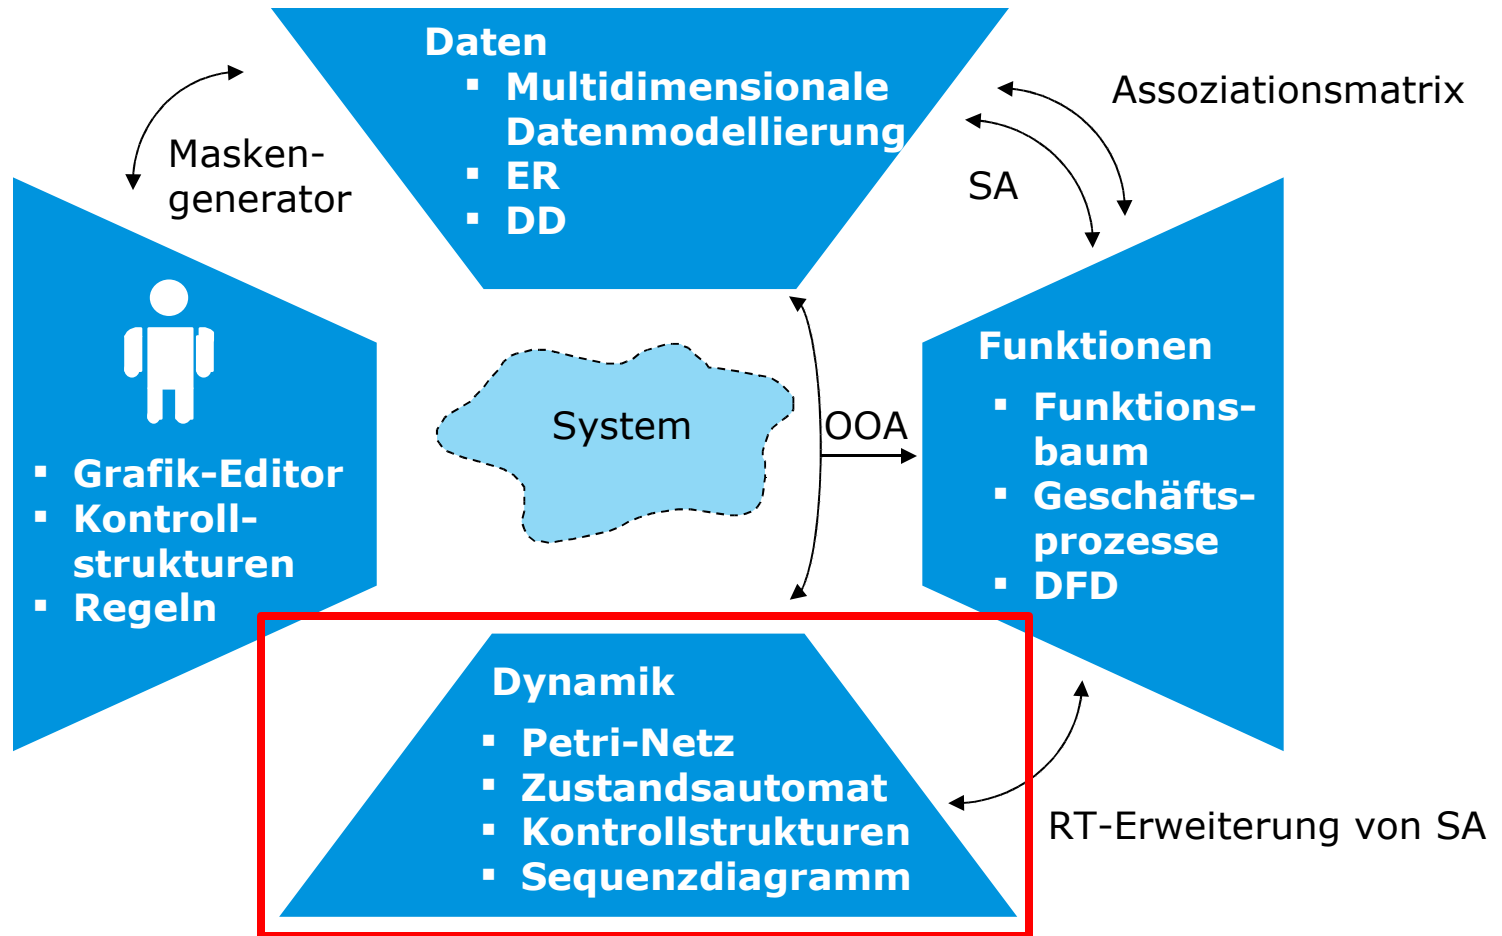 Daten
▪ Multidimensionale
Datenmodellierung
▪ ER
▪ DD
Assoziationsmatrix
SA
Masken-
generator
▪ Grafik-Editor
▪ Kontroll-
strukturen
▪ Regeln
System
OOA
Funktionen
▪ Funktions-
baum
▪ Geschäfts-
prozesse
▪ DFD
Dynamik
▪ Petri-Netz
▪ Zustandsautomat
▪ Kontrollstrukturen
▪ Sequenzdiagramm
RT-Erweiterung von SA